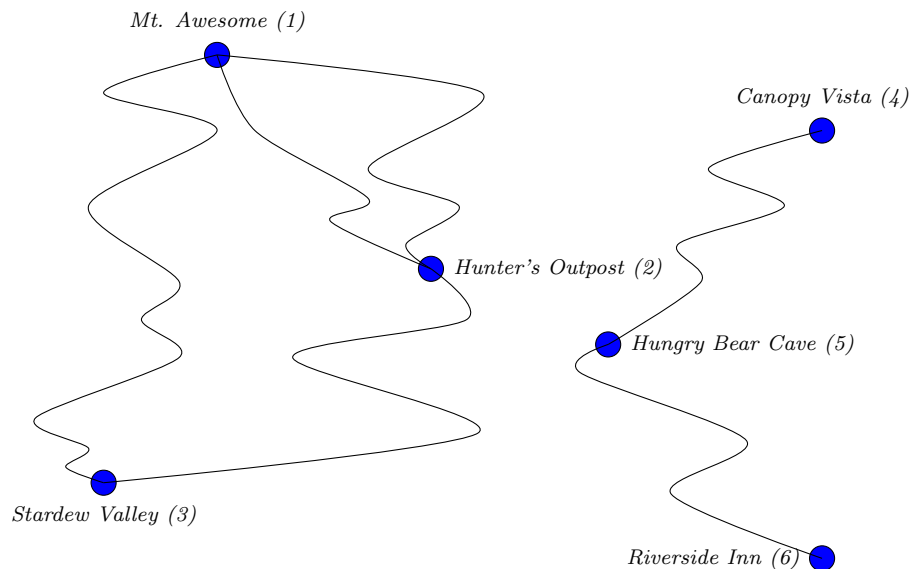 Mt. Awesome (1)
Canopy Vista (4)
Hunter's Outpost (2)
Hungry Bear Cave (5)
Stardew Valley (3)
Riverside Inn (6)